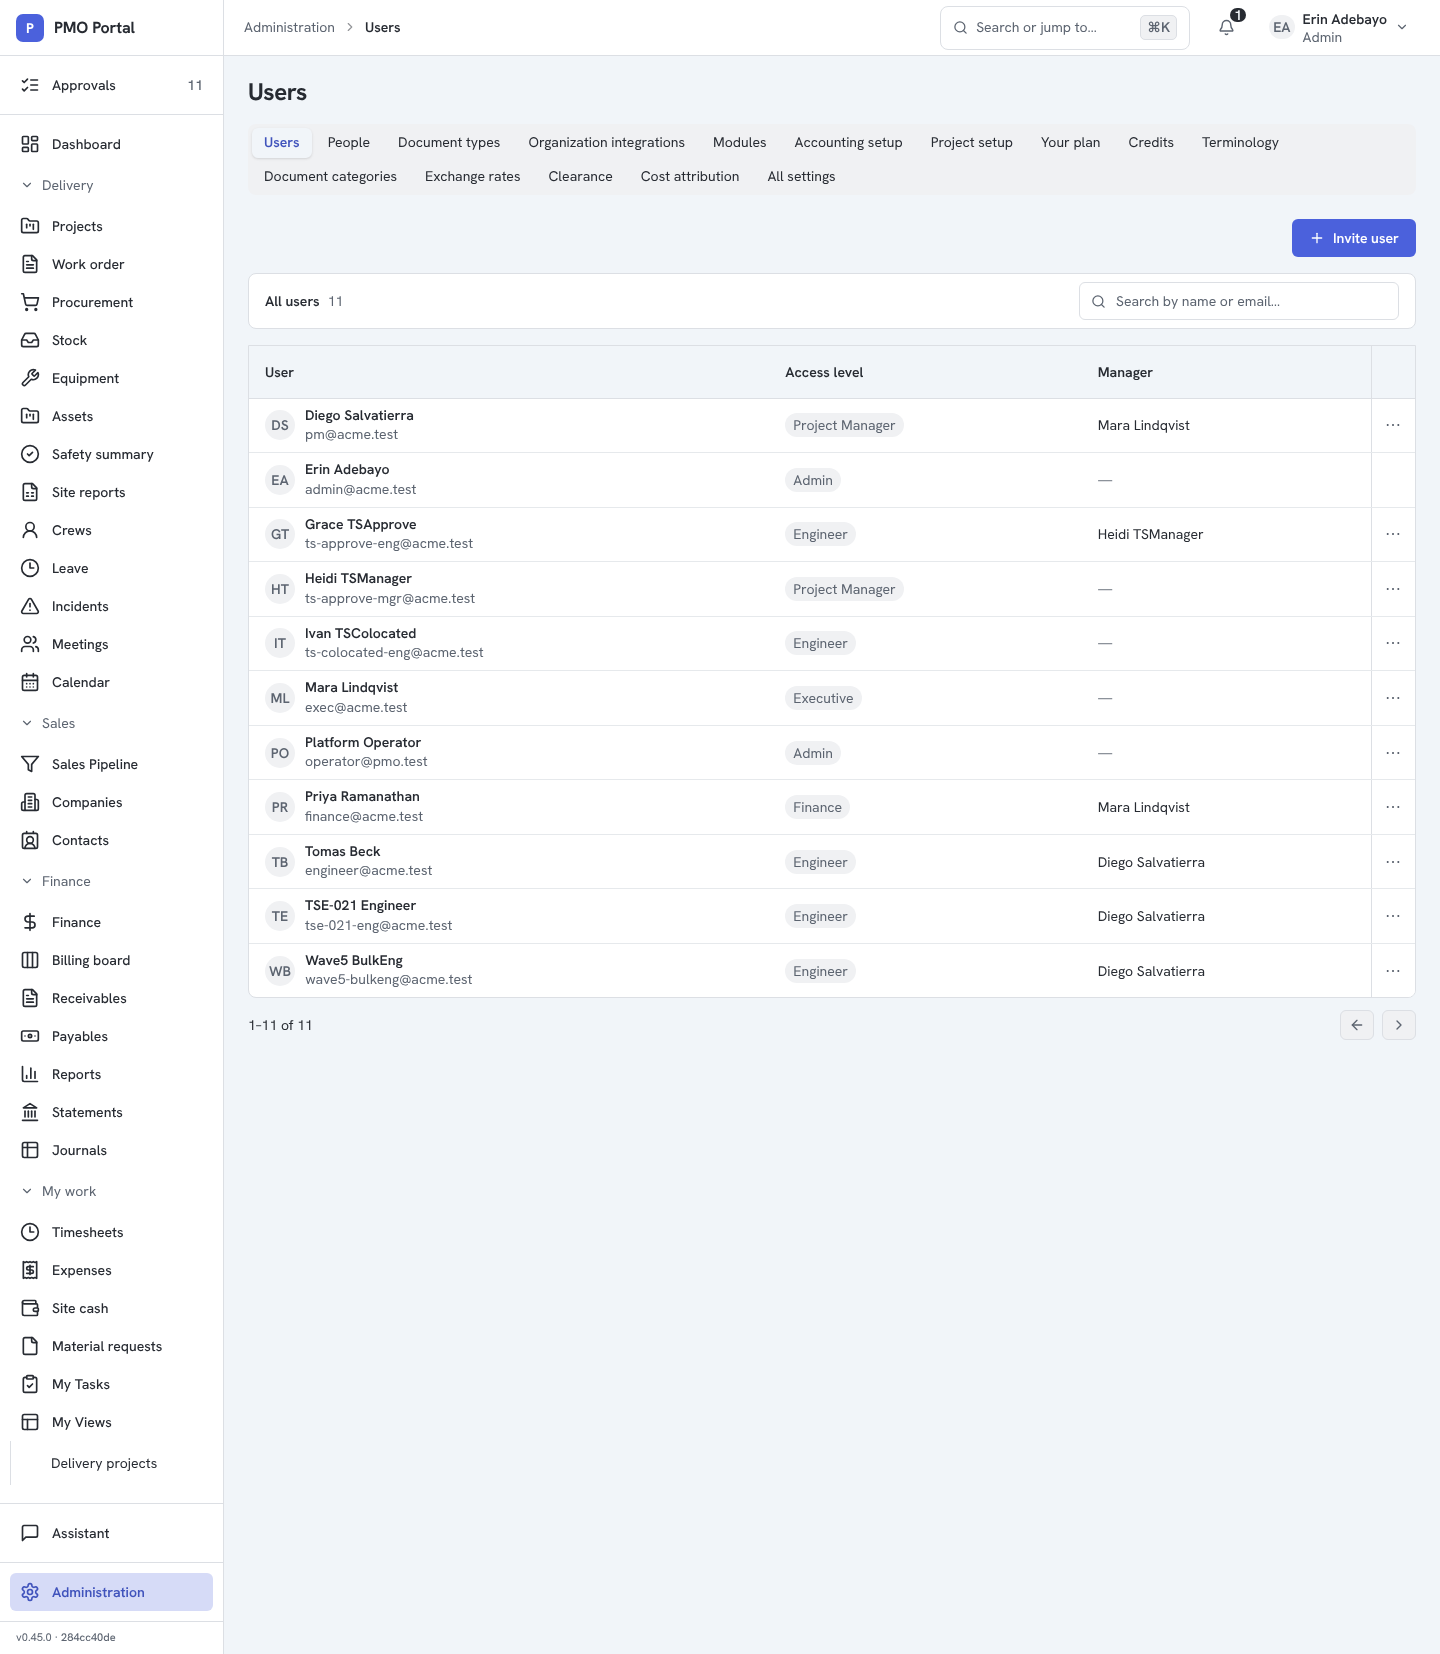 P PMO Portal
Administration > Users
Search or jump to... ⌘K
1
EA Erin Adebayo
Admin
Approvals 11
Dashboard
Delivery
Projects
Work order
Procurement
Stock
Equipment
Assets
Safety summary
Site reports
Crews
Leave
Incidents
Meetings
Calendar
Sales
Sales Pipeline
Companies
Contacts
Finance
Finance
Billing board
Receivables
Payables
Reports
Statements
Journals
My work
Timesheets
Expenses
Site cash
Material requests
My Tasks
My Views
Delivery projects
Assistant
Administration
v0.45.0 · 284cc40de
Users
Users People Document types Organization integrations Modules Accounting setup Project setup Your plan Credits Terminology
Document categories Exchange rates Clearance Cost attribution All settings
+ Invite user
All users 11
Search by name or email...
User Access level Manager
DS Diego Salvatierra Project Manager Mara Lindqvist ...
pm@acme.test
EA Erin Adebayo Admin —
admin@acme.test
GT Grace TSApprove Engineer Heidi TSManager ...
ts-approve-eng@acme.test
HT Heidi TSManager Project Manager — ...
ts-approve-mgr@acme.test
IT Ivan TSColocated Engineer — ...
ts-colocated-eng@acme.test
ML Mara Lindqvist Executive — ...
exec@acme.test
PO Platform Operator Admin — ...
operator@pmo.test
PR Priya Ramanathan Finance Mara Lindqvist ...
finance@acme.test
TB Tomas Beck Engineer Diego Salvatierra ...
engineer@acme.test
TE TSE-021 Engineer Engineer Diego Salvatierra ...
tse-021-eng@acme.test
WB Wave5 BulkEng Engineer Diego Salvatierra ...
wave5-bulkeng@acme.test
1–11 of 11